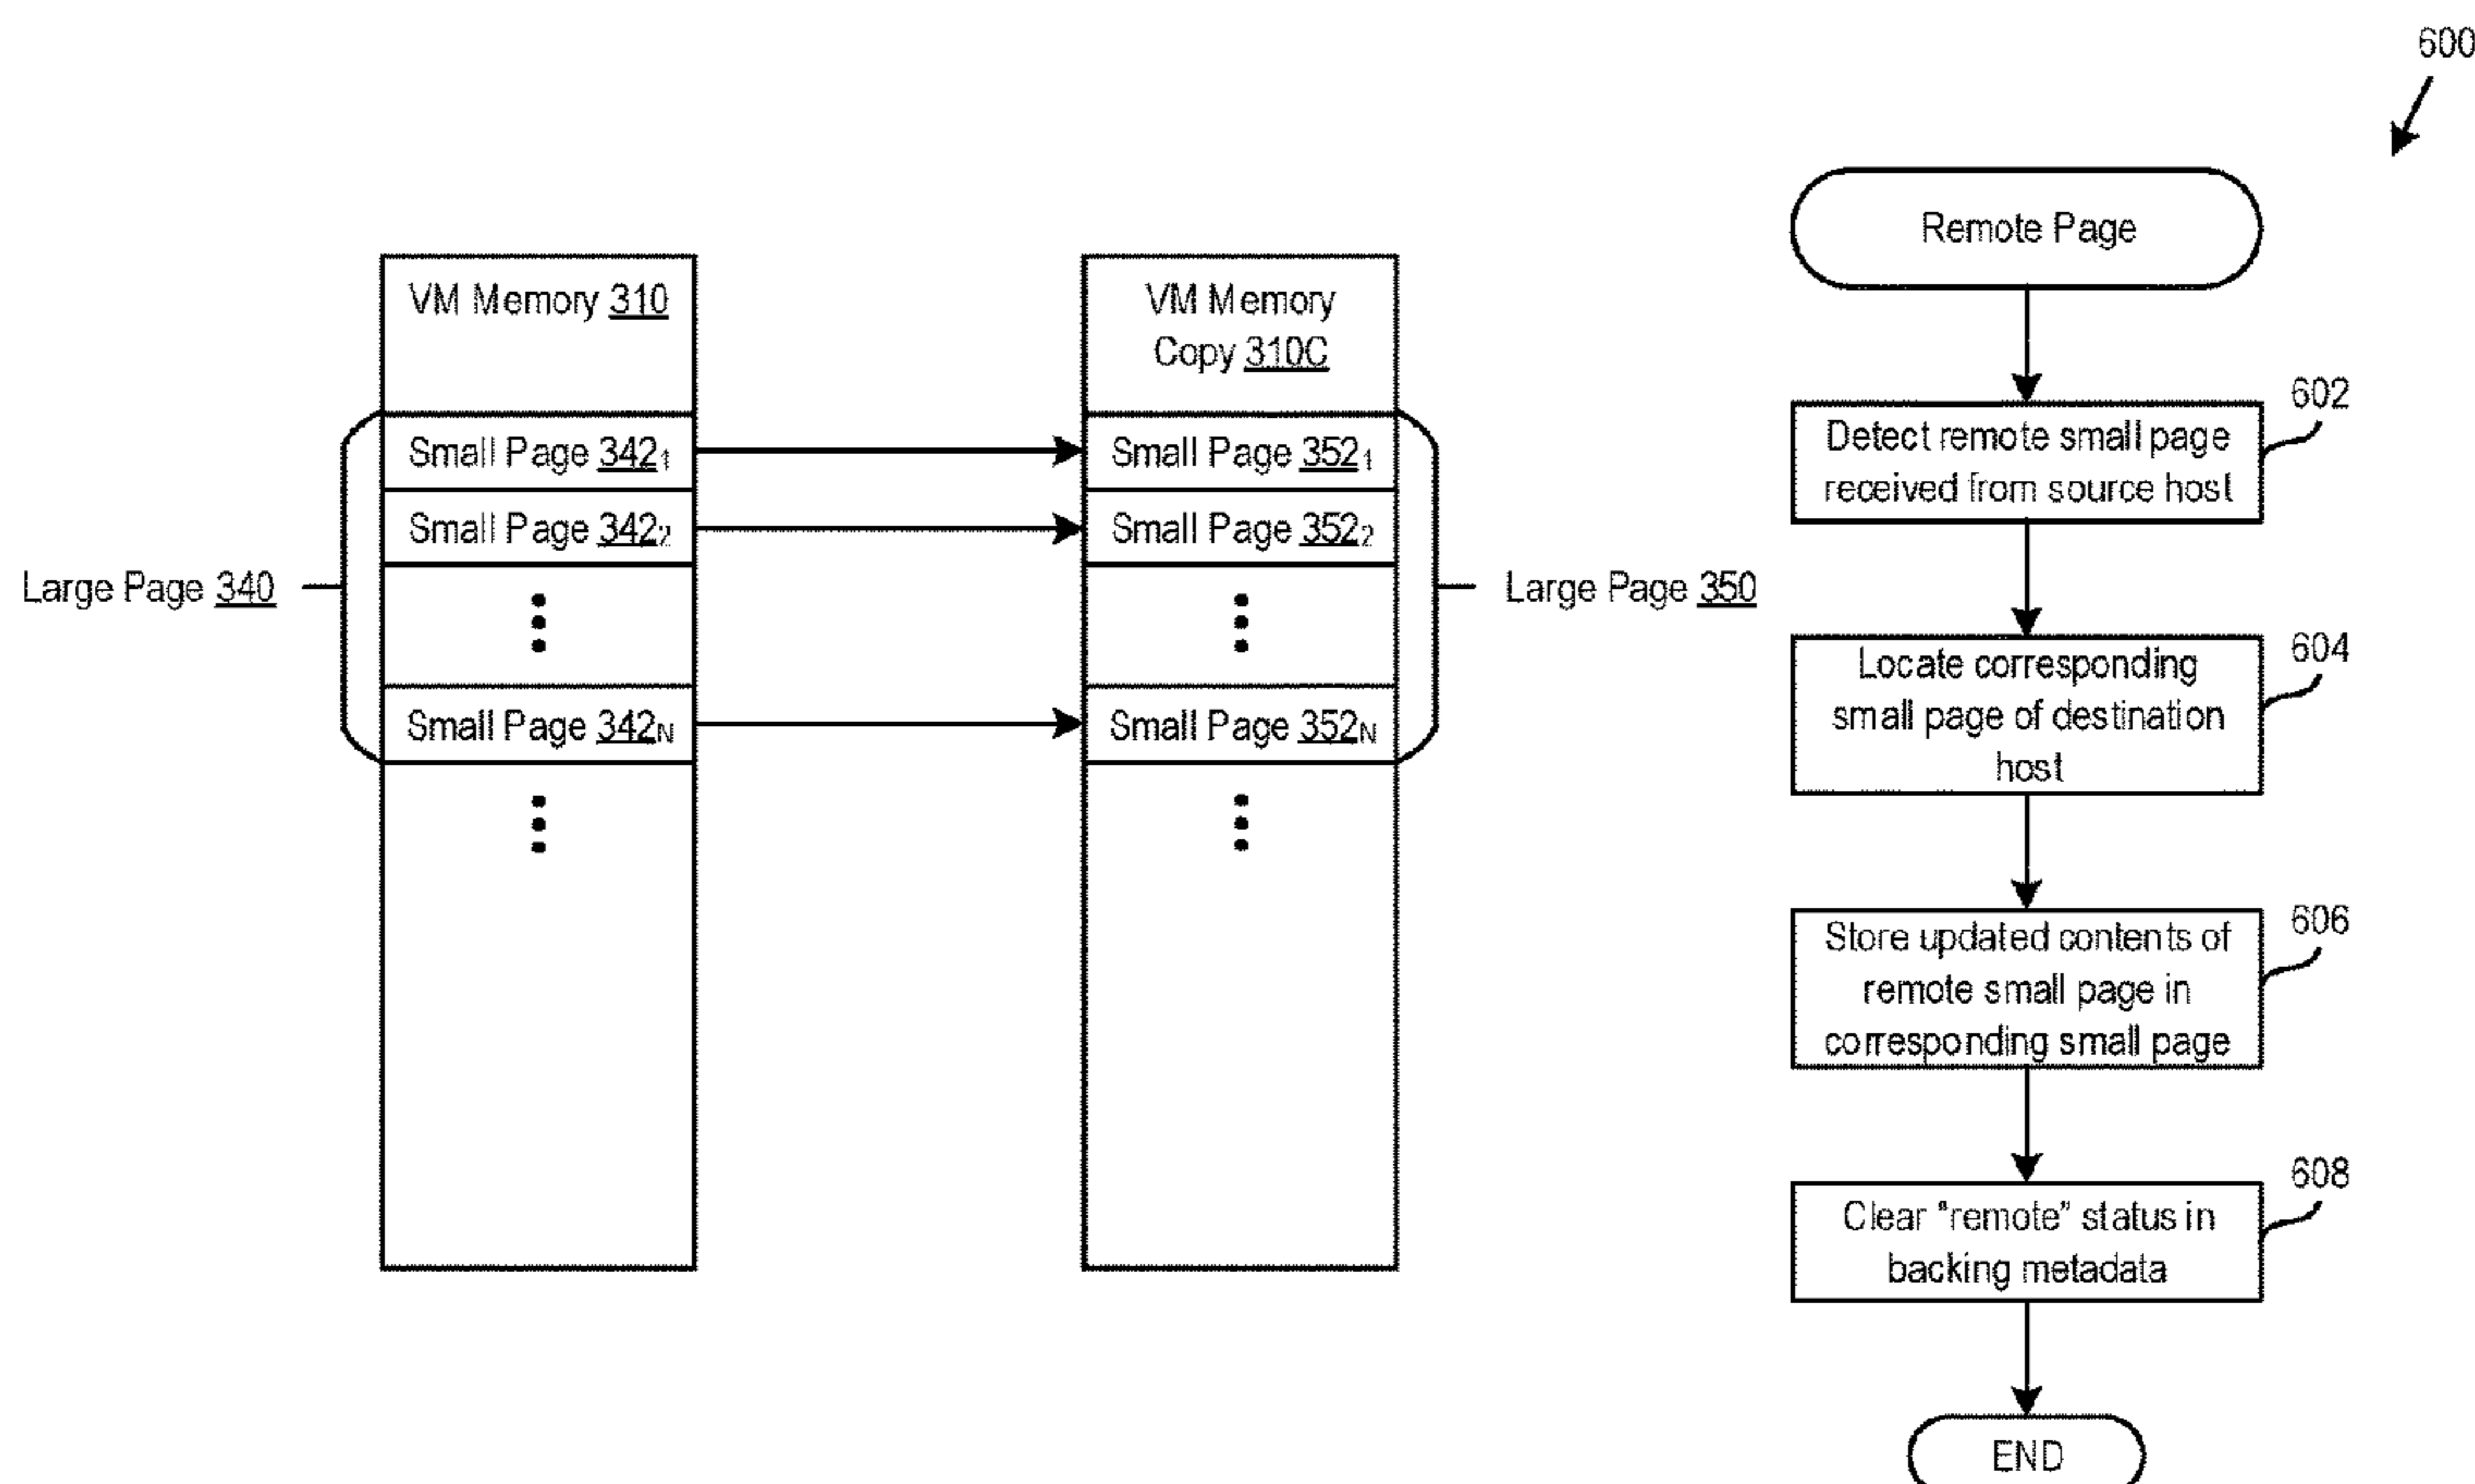 600
Remote Page
VM Memory 310
VM Memory
Copy 310C
602
Detect remote small page
received from source host
Small Page 342₁
Small Page 352₁
Small Page 342₂
Small Page 352₂
Large Page 340
Large Page 350
604
Locate corresponding
small page of destination
host
Small Page 342N
Small Page 352N
606
Store updated contents of
remote small page in
corresponding small page
608
Clear "remote" status in
backing metadata
END